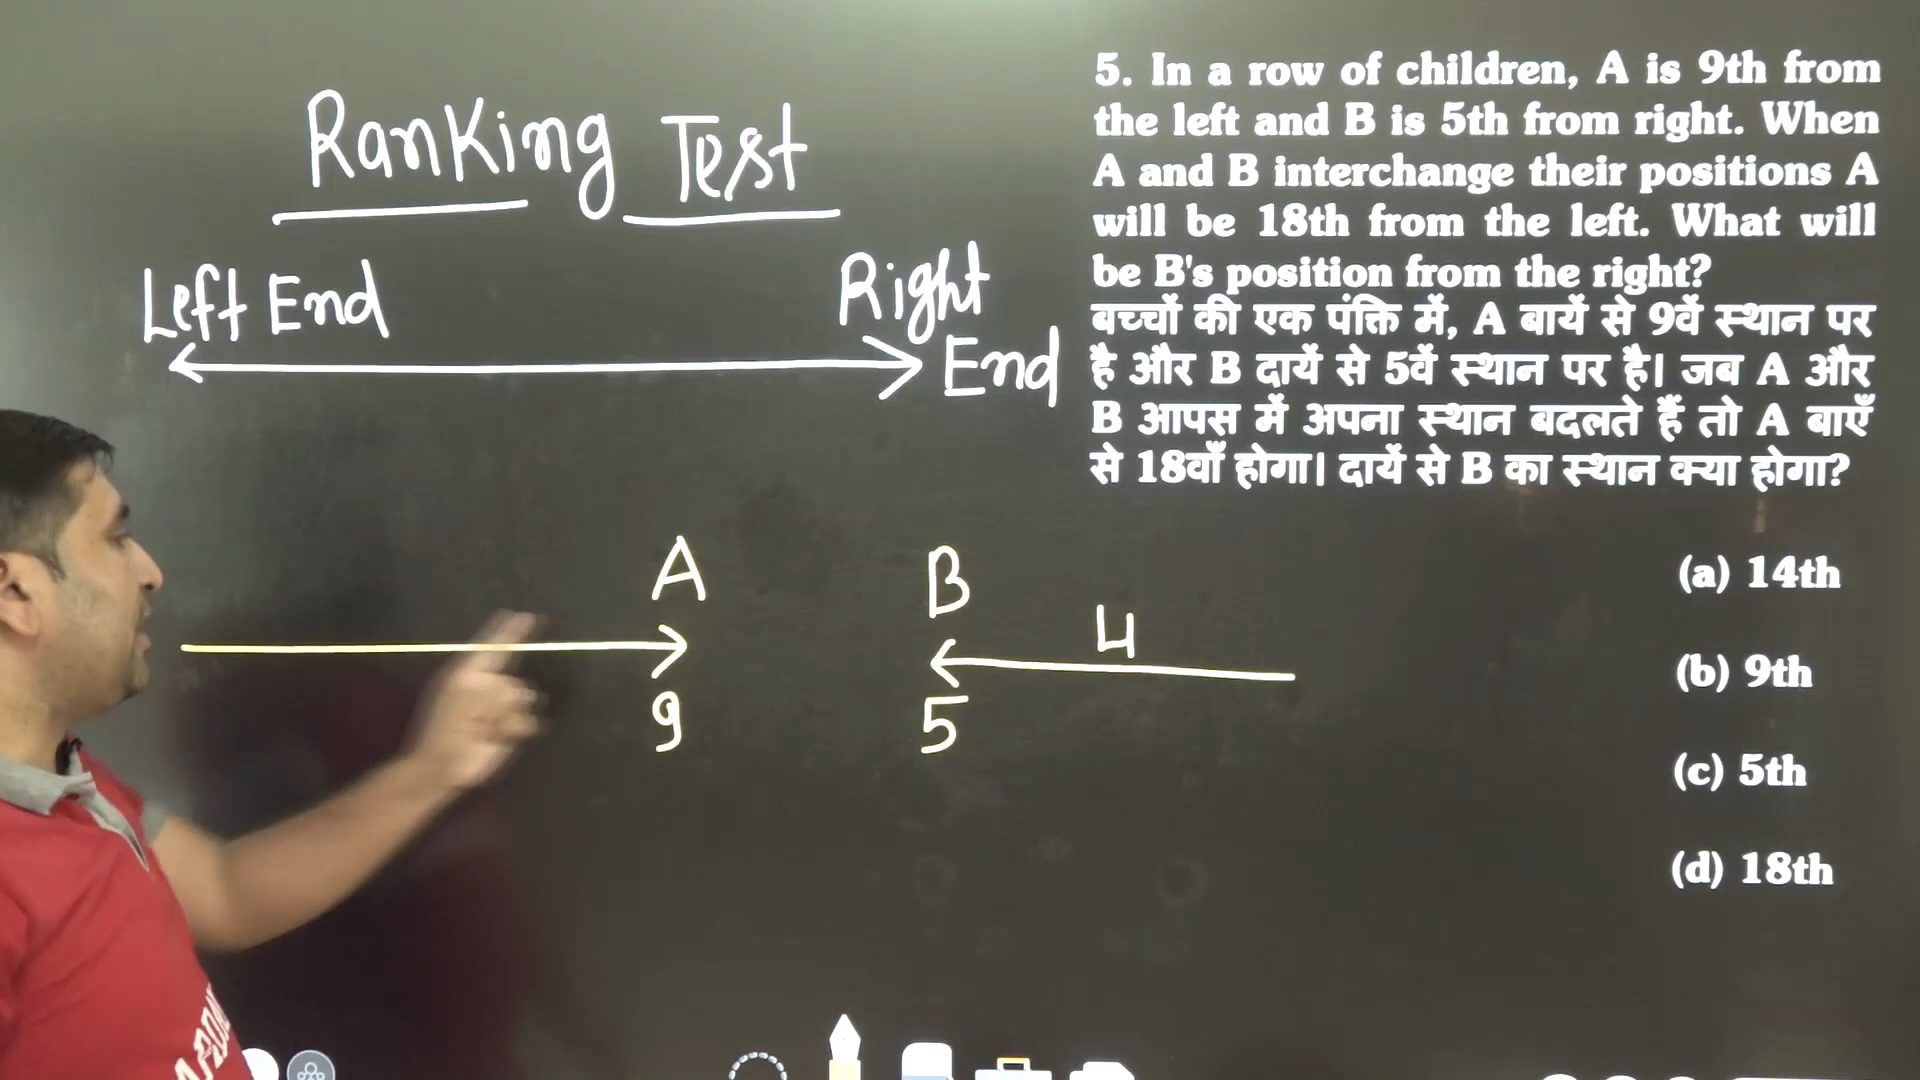 Ranking Test
Left End
Right
End
5. In a row of children, A is 9th from
the left and B is 5th from right. When
A and B interchange their positions A
will be 18th from the left. What will
be B's position from the right?
बच्चों की एक पंक्ति में, A बायें से 9वें स्थान पर
है और B दायें से 5वें स्थान पर है। जब A और
B आपस में अपना स्थान बदलते हैं तो A बाएँ
से 18वाँ होगा। दायें से B का स्थान क्या होगा?
A
B
4
9
5
(a) 14th
(b) 9th
(c) 5th
(d) 18th